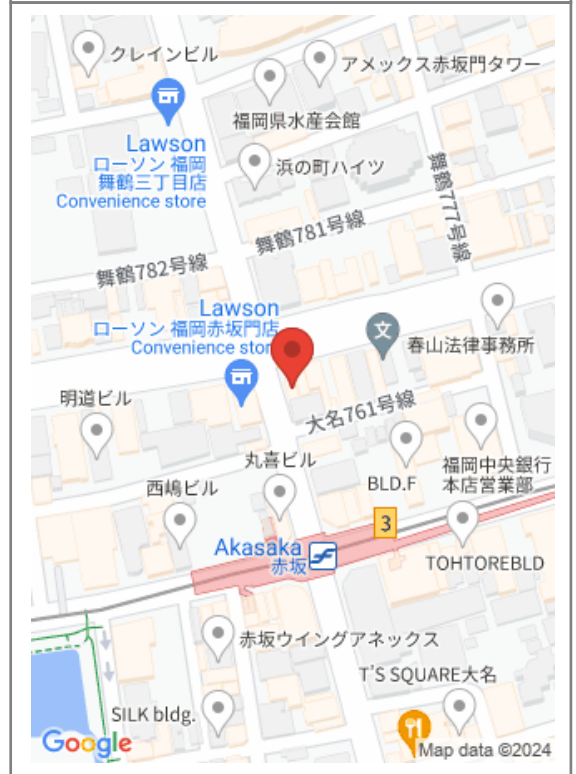 クレインビル
アメックス赤坂門タワー
福岡県水産会館
Lawson
ローソン 福岡
舞鶴三丁目店
Convenience store
浜の町ハイツ
舞鶴777号線
舞鶴781号線
舞鶴782号線
Lawson
ローソン 福岡赤坂門店
Convenience stor
文
春山法律事務所
明道ビル
大名761号線
丸喜ビル
西嶋ビル
BLD.F
福岡中央銀行
本店営業部
3
Akasaka
赤坂
TOHTOREBLD
赤坂ウイングアネックス
T'S SQUARE大名
SILK bldg.
Google
Map data ©2024